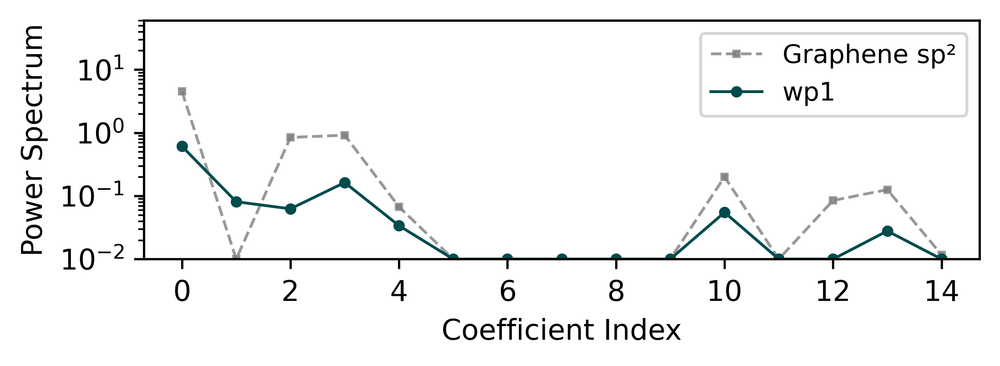 Power Spectrum
10¹
10⁰
10⁻¹
10⁻²
Graphene sp²
wp1
0 2 4 6 8 10 12 14
Coefficient Index